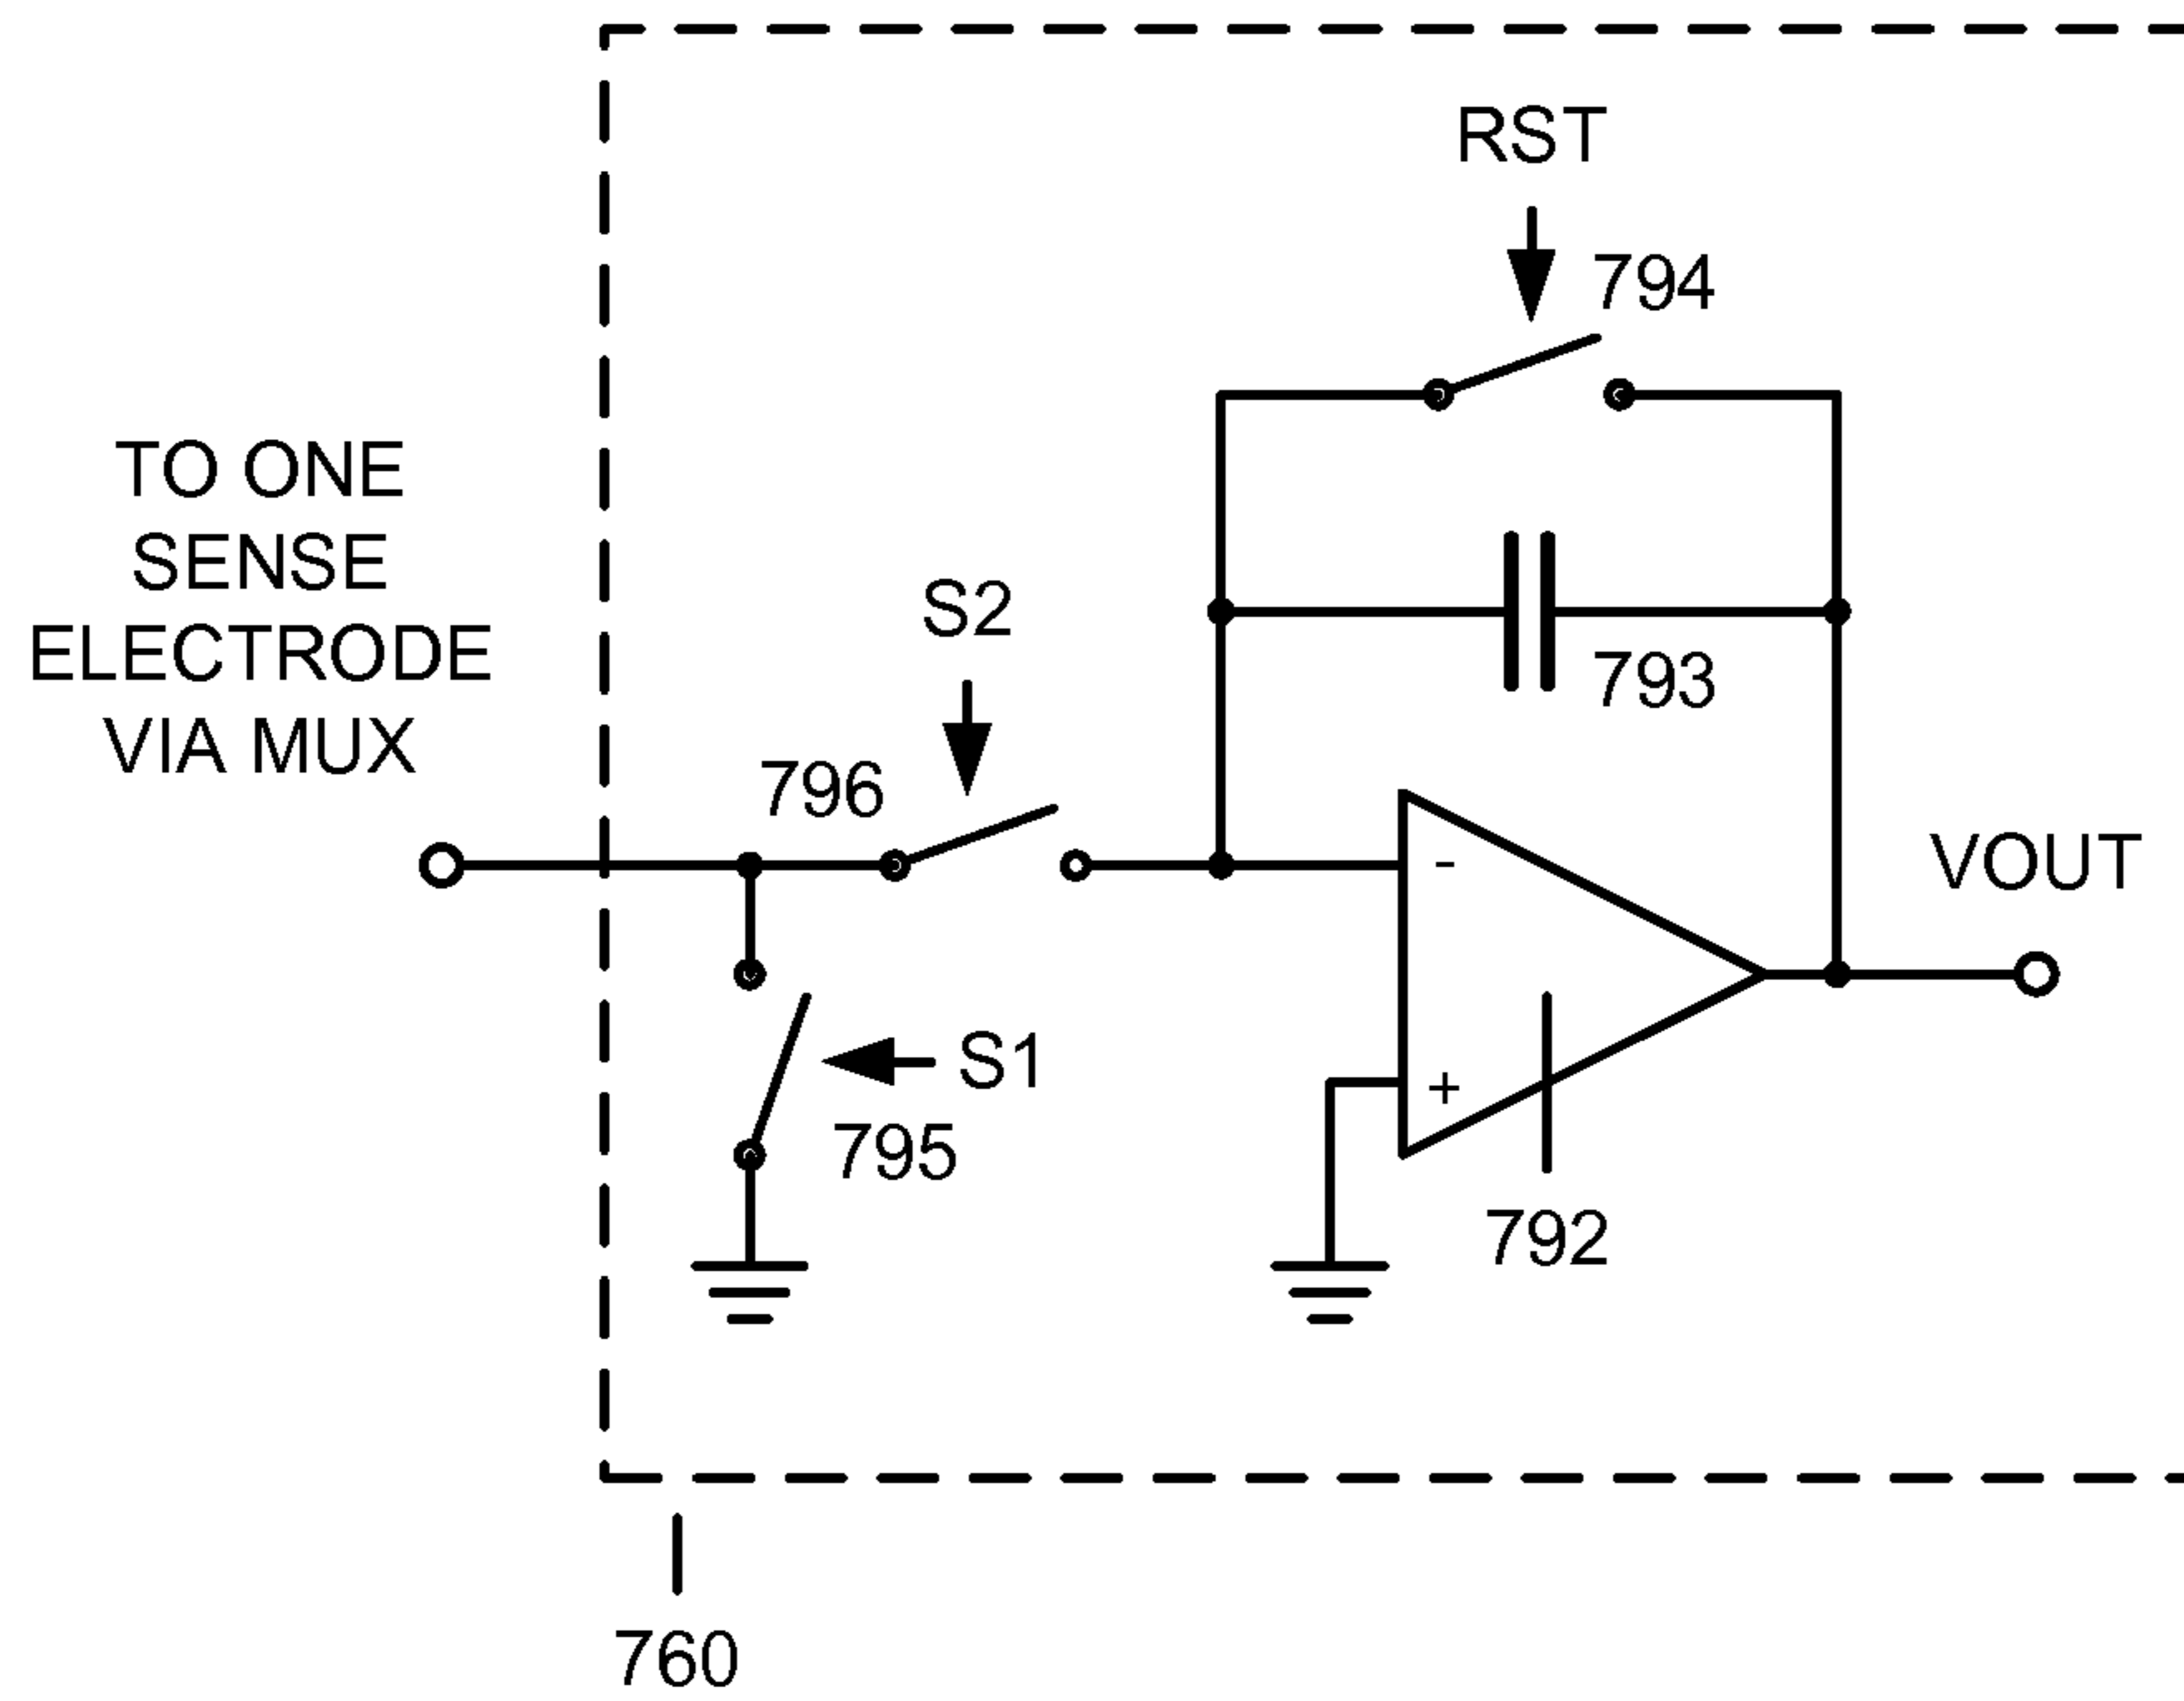 RST
794
TO ONE
SENSE
ELECTRODE
VIA MUX
S2
793
796
-
VOUT
S1
+
795
792
760